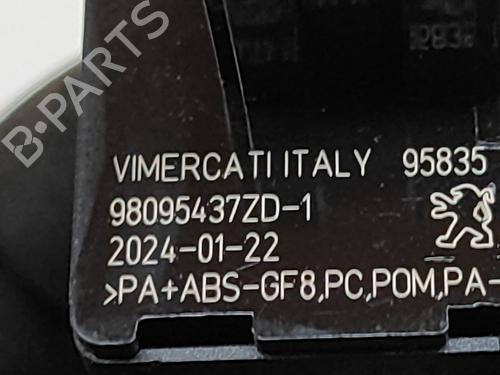 B-PARTS
VIMERCATI ITALY 95835
98095437ZD-1
2024-01-22
>PA+ABS-GF8,PC,POM,PA-